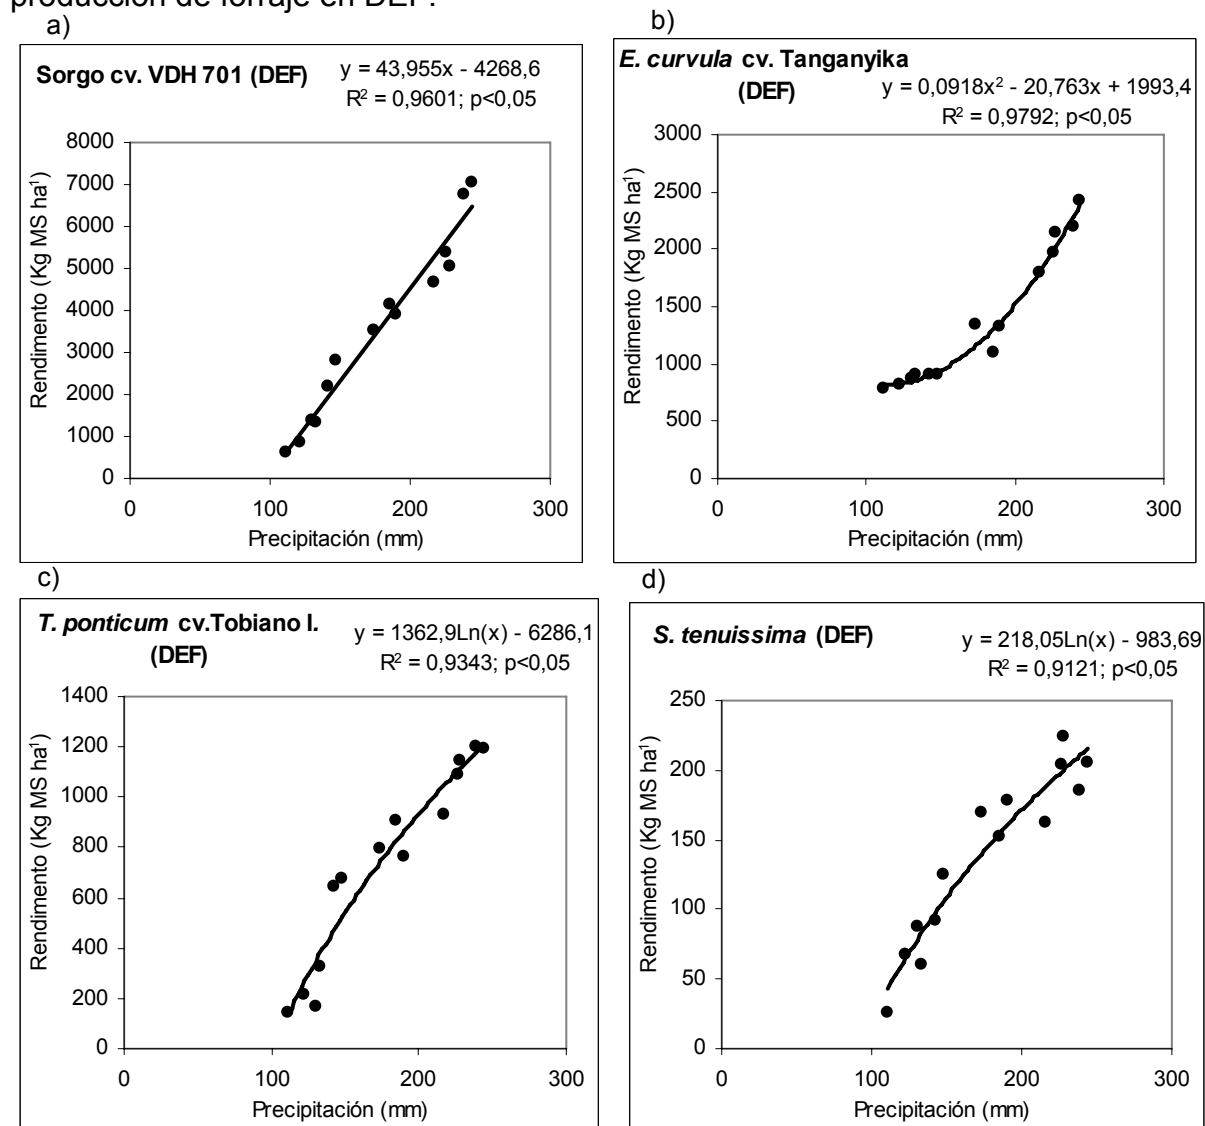 producción de forraje en DEF.
a)
Sorgo cv. VDH 701 (DEF)
y = 43,955x - 4268,6
R² = 0,9601; p<0,05
Rendimento (Kg MS ha¹)
8000
7000
6000
5000
4000
3000
2000
1000
0
0 100 200 300
Precipitación (mm)
b)
E. curvula cv. Tanganyika
(DEF)
y = 0,0918x² - 20,763x + 1993,4
R² = 0,9792; p<0,05
Rendimento (Kg MS ha¹)
3000
2500
2000
1500
1000
500
0
0 100 200 300
Precipitación (mm)
c)
T. ponticum cv.Tobiano I.
(DEF)
y = 1362,9Ln(x) - 6286,1
R² = 0,9343; p<0,05
Rendimento (Kg MS ha¹)
1400
1200
1000
800
600
400
200
0
0 100 200 300
Precipitación (mm)
d)
S. tenuissima (DEF)
y = 218,05Ln(x) - 983,69
R² = 0,9121; p<0,05
Rendimento (Kg MS ha¹)
250
200
150
100
50
0
0 100 200 300
Precipitación (mm)